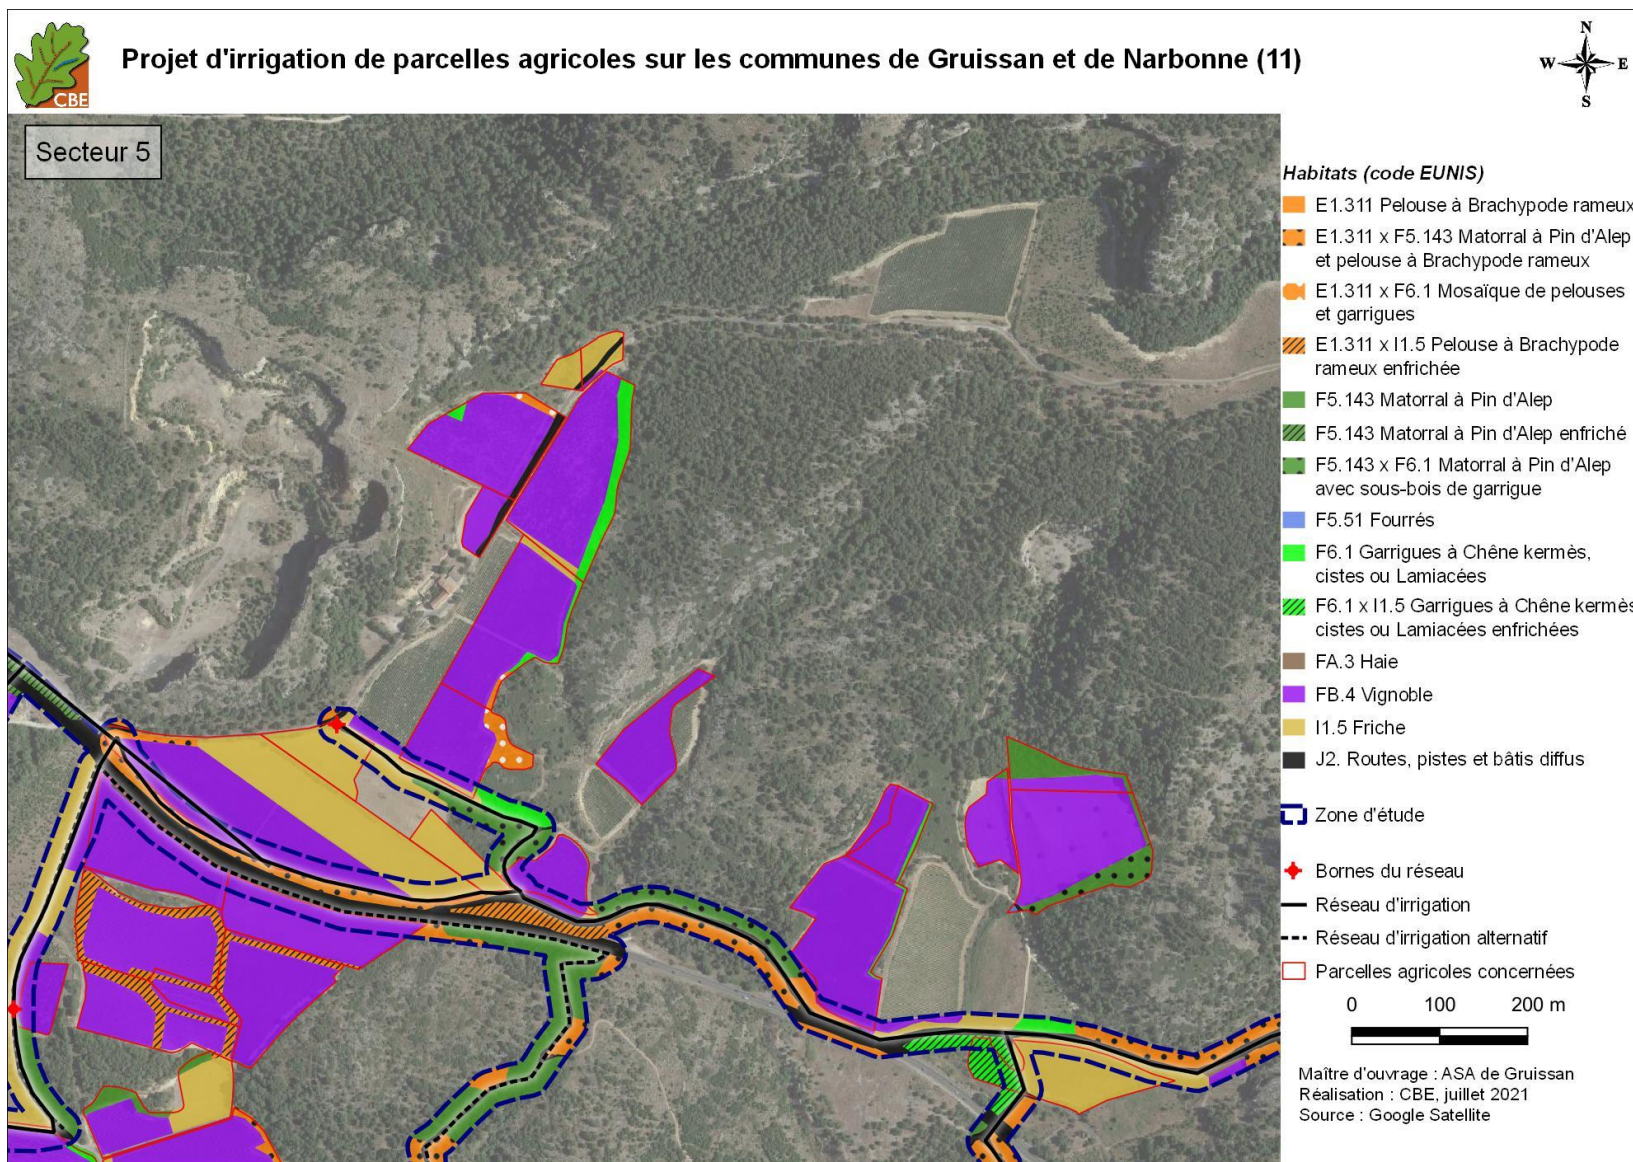 Projet d'irrigation de parcelles agricoles sur les communes de Gruissan et de Narbonne (11)
CBE
N
W E
S
Secteur 5
Habitats (code EUNIS)
E1.311 Pelouse à Brachypode rameux
E1.311 x F5.143 Matorral à Pin d'Alep
et pelouse à Brachypode rameux
E1.311 x F6.1 Mosaïque de pelouses
et garrigues
E1.311 x I1.5 Pelouse à Brachypode
rameux enfrichée
F5.143 Matorral à Pin d'Alep
F5.143 Matorral à Pin d'Alep enfriché
F5.143 x F6.1 Matorral à Pin d'Alep
avec sous-bois de garrigue
F5.51 Fourrés
F6.1 Garrigues à Chêne kermès,
cistes ou Lamiacées
F6.1 x I1.5 Garrigues à Chêne kermès
cistes ou Lamiacées enfrichées
FA.3 Haie
FB.4 Vignoble
I1.5 Friche
J2. Routes, pistes et bâtis diffus
Zone d'étude
Bornes du réseau
Réseau d'irrigation
Réseau d'irrigation alternatif
Parcelles agricoles concernées
0 100 200 m
Maître d'ouvrage : ASA de Gruissan
Réalisation : CBE, juillet 2021
Source : Google Satellite